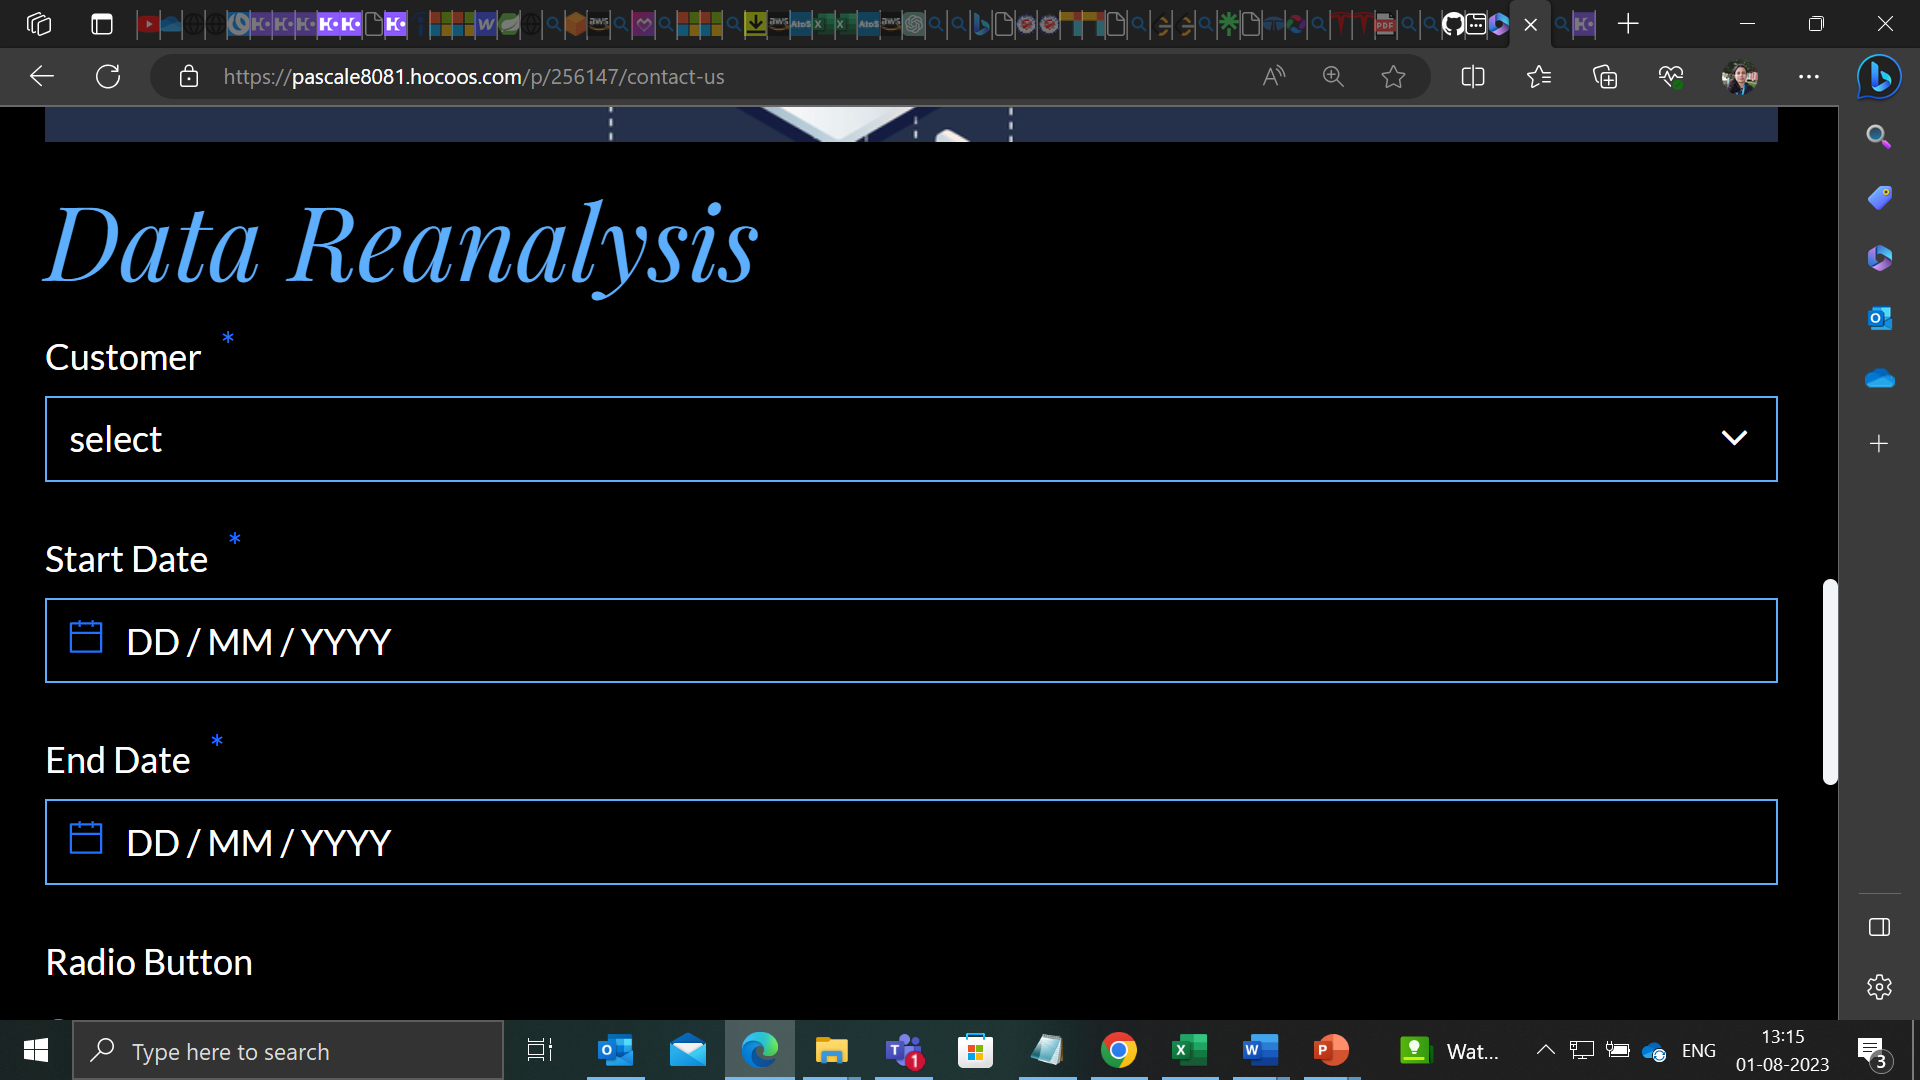 https://pascale8081.hocoos.com/p/256147/contact-us
Data Reanalysis
Customer *
select
Start Date *
DD / MM / YYYY
End Date *
DD / MM / YYYY
Radio Button
Type here to search
Wat...
ENG
13:15
01-08-2023
3